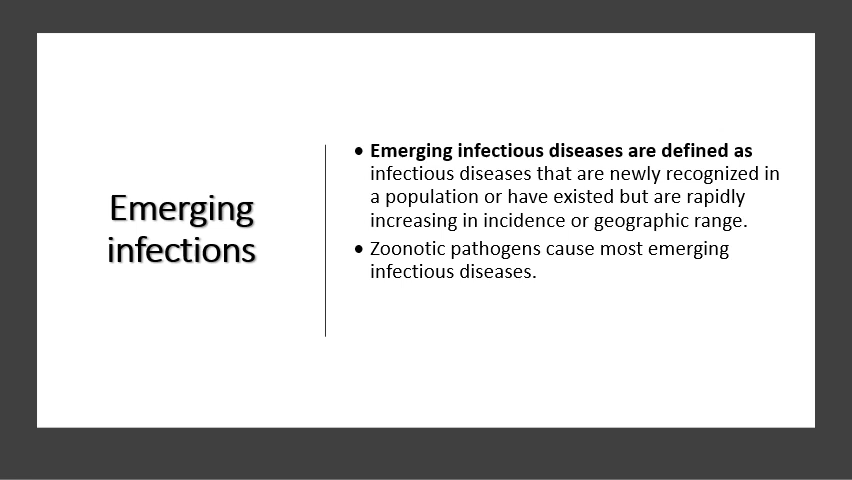 Emerging
infections
• Emerging infectious diseases are defined as
infectious diseases that are newly recognized in
a population or have existed but are rapidly
increasing in incidence or geographic range.
• Zoonotic pathogens cause most emerging
infectious diseases.